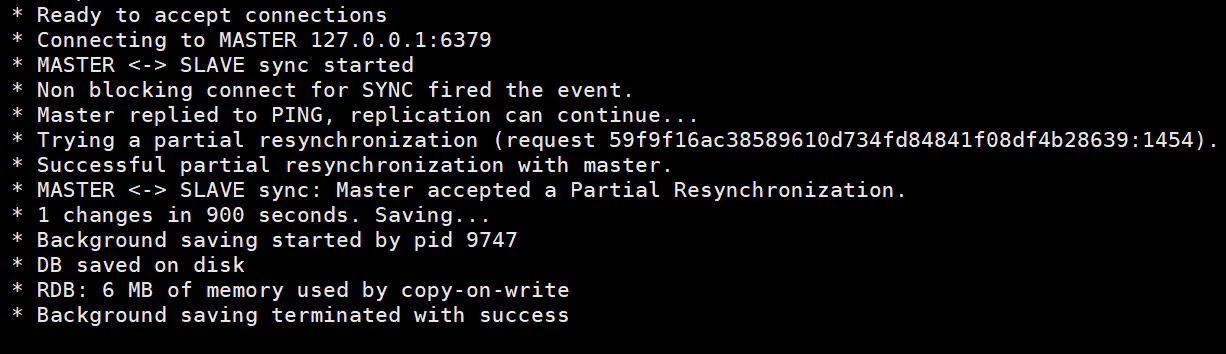 * Ready to accept connections
* Connecting to MASTER 127.0.0.1:6379
* MASTER <-> SLAVE sync started
* Non blocking connect for SYNC fired the event.
* Master replied to PING, replication can continue...
* Trying a partial resynchronization (request 59f9f16ac38589610d734fd84841f08df4b28639:1454).
* Successful partial resynchronization with master.
* MASTER <-> SLAVE sync: Master accepted a Partial Resynchronization.
* 1 changes in 900 seconds. Saving...
* Background saving started by pid 9747
* DB saved on disk
* RDB: 6 MB of memory used by copy-on-write
* Background saving terminated with success